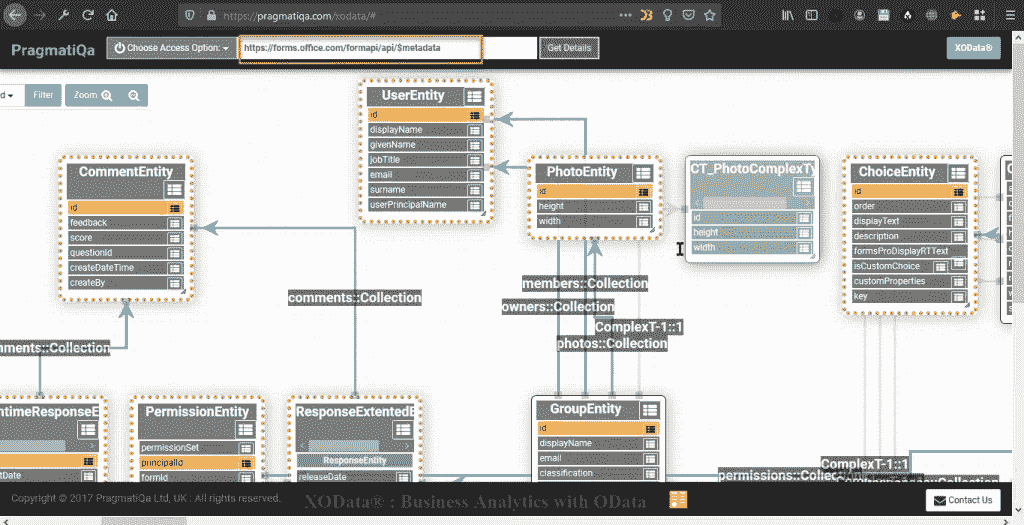 https://pragmatiqa.com/xodata/#
PragmatiQa
Choose Access Option:
https://forms.office.com/formapi/api/$metadata
Get Details
XOData®
d
Filter
Zoom
UserEntity
id
displayName
givenName
jobTitle
email
surname
userPrincipalName
CommentEntity
id
feedback
score
questionId
createDateTime
createBy
PhotoEntity
id
height
width
CT_PhotoComplexTy
id
height
width
ChoiceEntity
id
order
displayText
description
formsProDisplayRTText
isCustomChoice
customProperties
key
comments::Collection
members::Collection
owners::Collection
ComplexT-1::1
photos::Collection
mments::Collection
ntimeResponseE
PermissionEntity
permissionSet
principalId
formId
ResponseExtentedE
ResponseEntity
releaseDate
GroupEntity
id
displayName
email
classification
ComplexT-1::1
permissions::Collection
Copyright © 2017 PragmatiQa Ltd, UK : All rights reserved.
XOData® : Business Analytics with OData
Contact Us